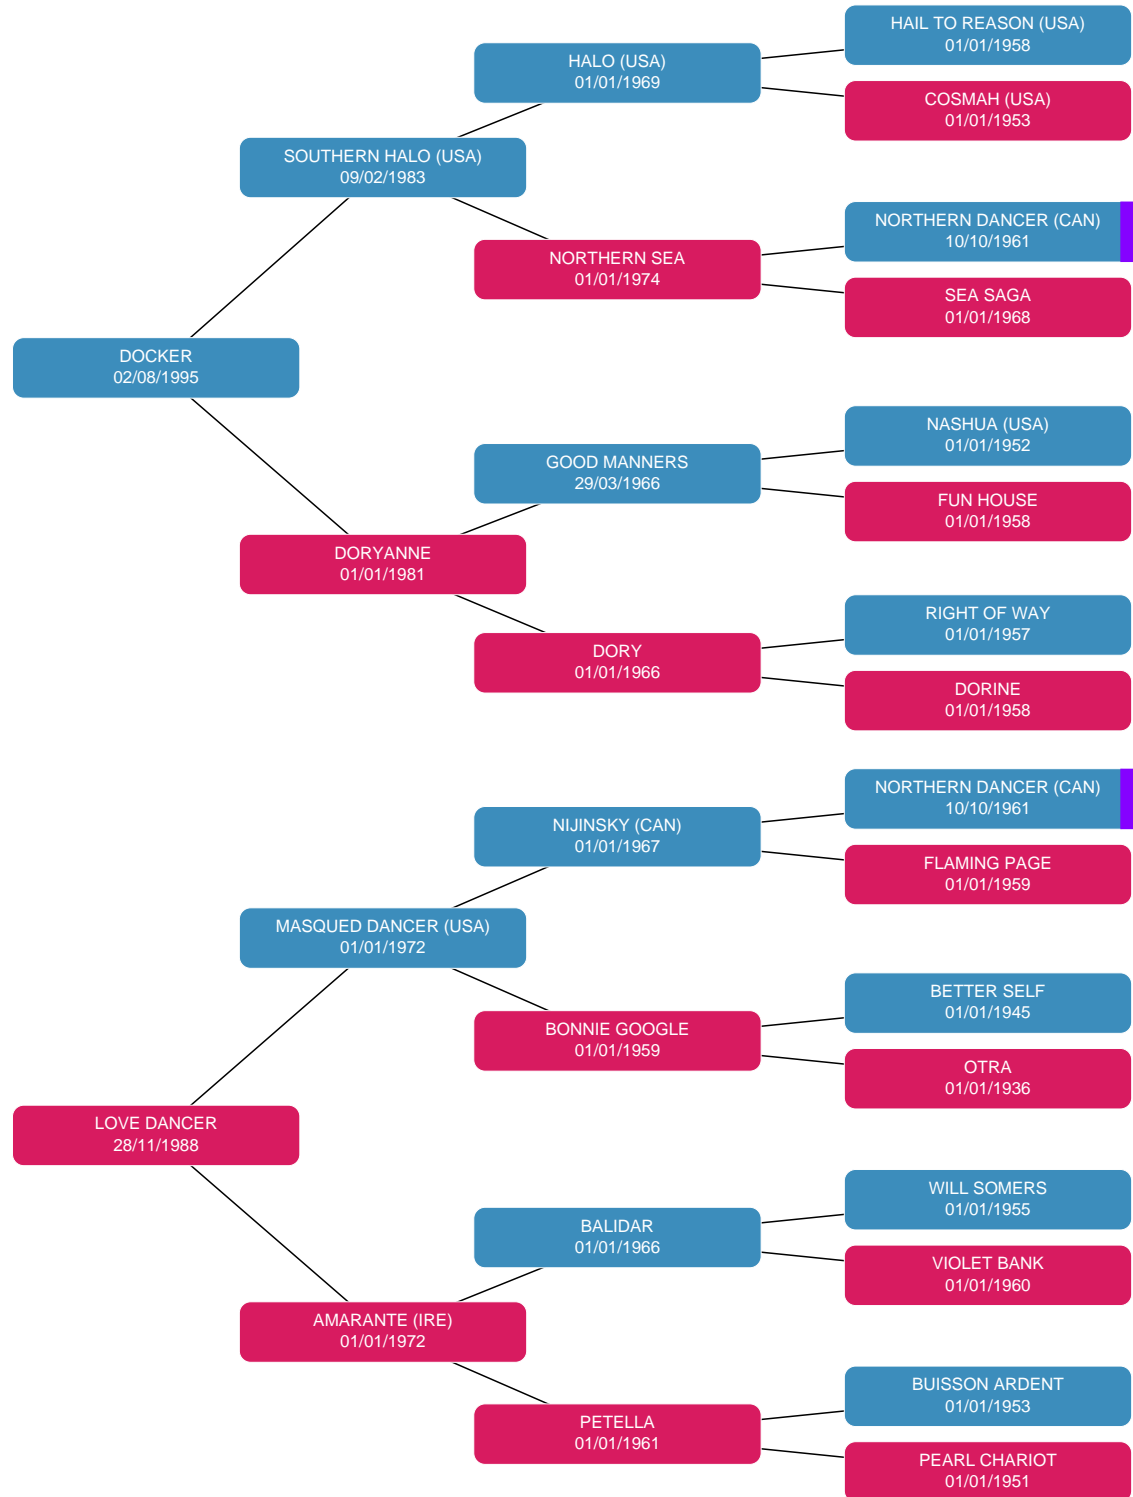 HAIL TO REASON (USA)
01/01/1958
HALO (USA)
01/01/1969
COSMAH (USA)
01/01/1953
SOUTHERN HALO (USA)
09/02/1983
NORTHERN DANCER (CAN)
10/10/1961
NORTHERN SEA
01/01/1974
SEA SAGA
01/01/1968
DOCKER
02/08/1995
NASHUA (USA)
01/01/1952
GOOD MANNERS
29/03/1966
FUN HOUSE
01/01/1958
DORYANNE
01/01/1981
RIGHT OF WAY
01/01/1957
DORY
01/01/1966
DORINE
01/01/1958
NORTHERN DANCER (CAN)
10/10/1961
NIJINSKY (CAN)
01/01/1967
FLAMING PAGE
01/01/1959
MASQUED DANCER (USA)
01/01/1972
BETTER SELF
01/01/1945
BONNIE GOOGLE
01/01/1959
OTRA
01/01/1936
LOVE DANCER
28/11/1988
WILL SOMERS
01/01/1955
BALIDAR
01/01/1966
VIOLET BANK
01/01/1960
AMARANTE (IRE)
01/01/1972
BUISSON ARDENT
01/01/1953
PETELLA
01/01/1961
PEARL CHARIOT
01/01/1951